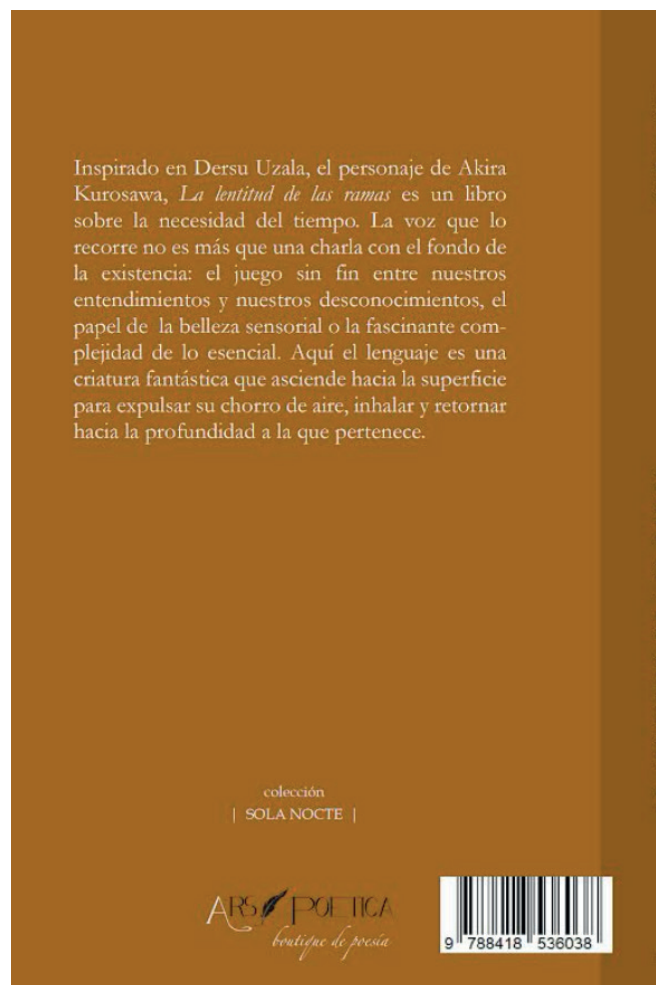 Inspirado en Dersu Uzala, el personaje de Akira
Kurosawa, La lentitud de las ramas es un libro
sobre la necesidad del tiempo. La voz que lo
recorre no es más que una charla con el fondo de
la existencia: el juego sin fin entre nuestros
entendimientos y nuestros desconocimientos, el
papel de la belleza sensorial o la fascinante com-
plejidad de lo esencial. Aquí el lenguaje es una
criatura fantástica que asciende hacia la superficie
para expulsar su chorro de aire, inhalar y retornar
hacia la profundidad a la que pertenece.
colección
| SOLA NOCTE |
ARS POETICA
boutique de poesía
9 788418 536038